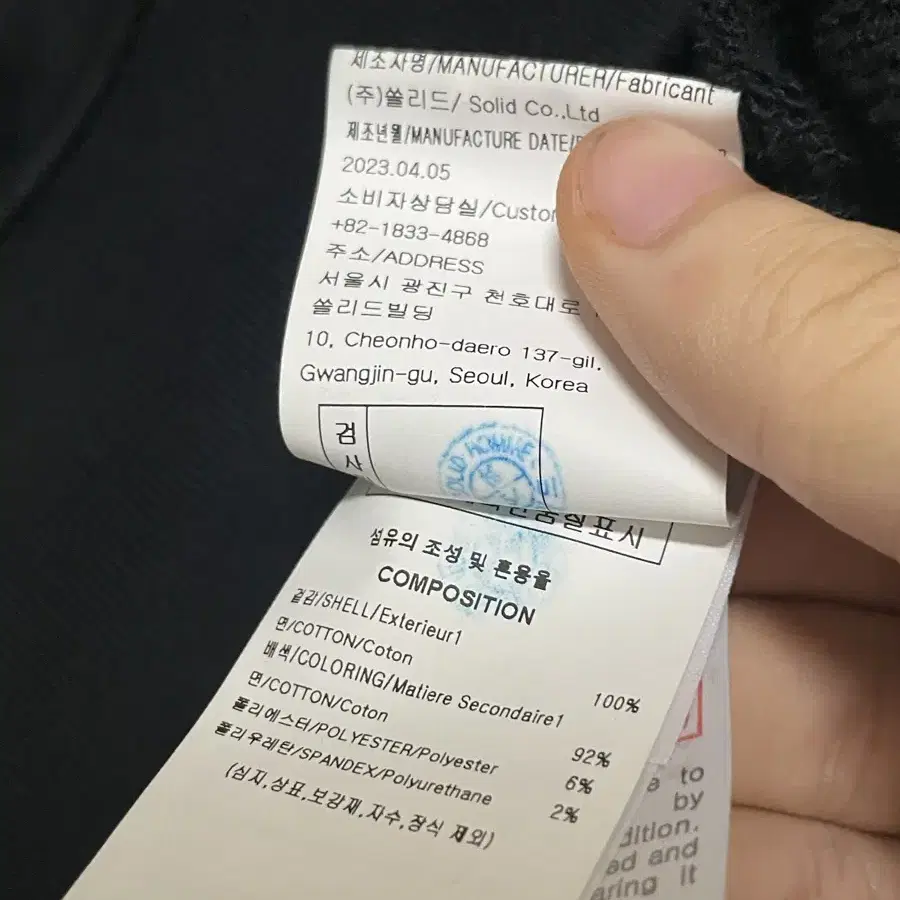 제조자명/MANUFACTURER/Fabricant
(주)쏠리드/ Solid Co.,Ltd
제조년월/MANUFACTURE DATE/
2023.04.05
소비자상담실/
+82-1833-4868
주소/ADDRESS
서울시 광진구 천호대로
쏠리드빌딩
10, Cheonho-daero 137-gil,
Gwangjin-gu, Seoul, Korea
검
사
SOLID HOMME
섬유의 조성 및 혼용율
COMPOSITION
겉감/SHELL/Exterieur1
면/COTTON/Coton 100%
배색/COLORING/Matiere Secondaire1
면/COTTON/Coton 92%
폴리에스터/POLYESTER/Polyester 6%
폴리우레탄/SPANDEX/Polyurethane 2%
(심지,상표,보강재,자수,장식 제외)
to
by
and
it